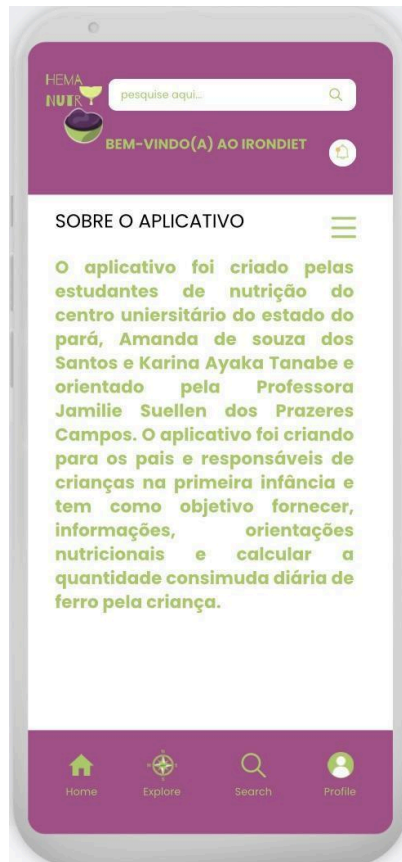 HEMA
NUTR
pesquise aqui...
BEM-VINDO(A) AO IRONDIET
SOBRE O APLICATIVO
O aplicativo foi criado pelas
estudantes de nutrição do
centro uniersitário do estado do
pará, Amanda de souza dos
Santos e Karina Ayaka Tanabe e
orientado pela Professora
Jamilie Suellen dos Prazeres
Campos. O aplicativo foi criando
para os pais e responsáveis de
crianças na primeira infância e
tem como objetivo fornecer,
informações, orientações
nutricionais e calcular a
quantidade consimuda diária de
ferro pela criança.
Home Explore Search Profile